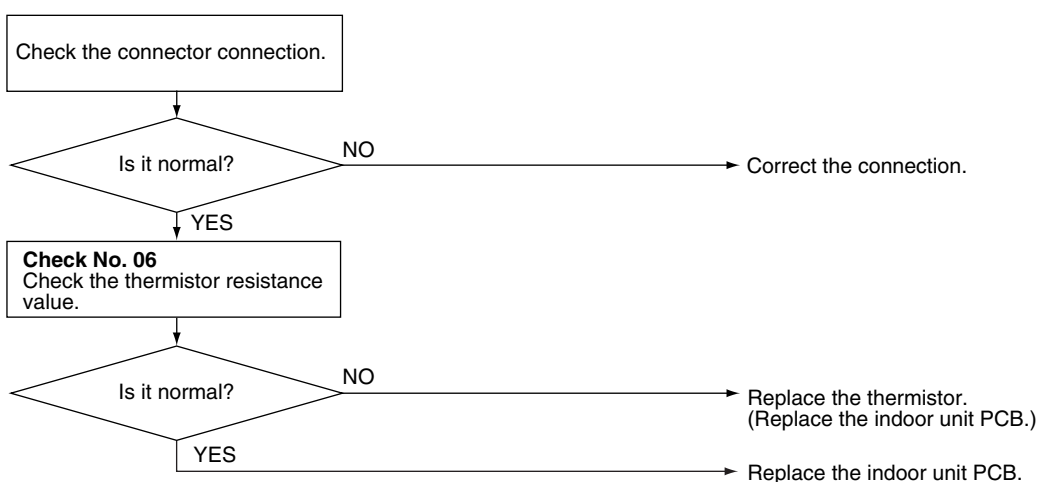 Check the connector connection.
Is it normal?
NO
Correct the connection.
YES
Check No. 06
Check the thermistor resistance
value.
Is it normal?
NO
Replace the thermistor.
(Replace the indoor unit PCB.)
YES
Replace the indoor unit PCB.